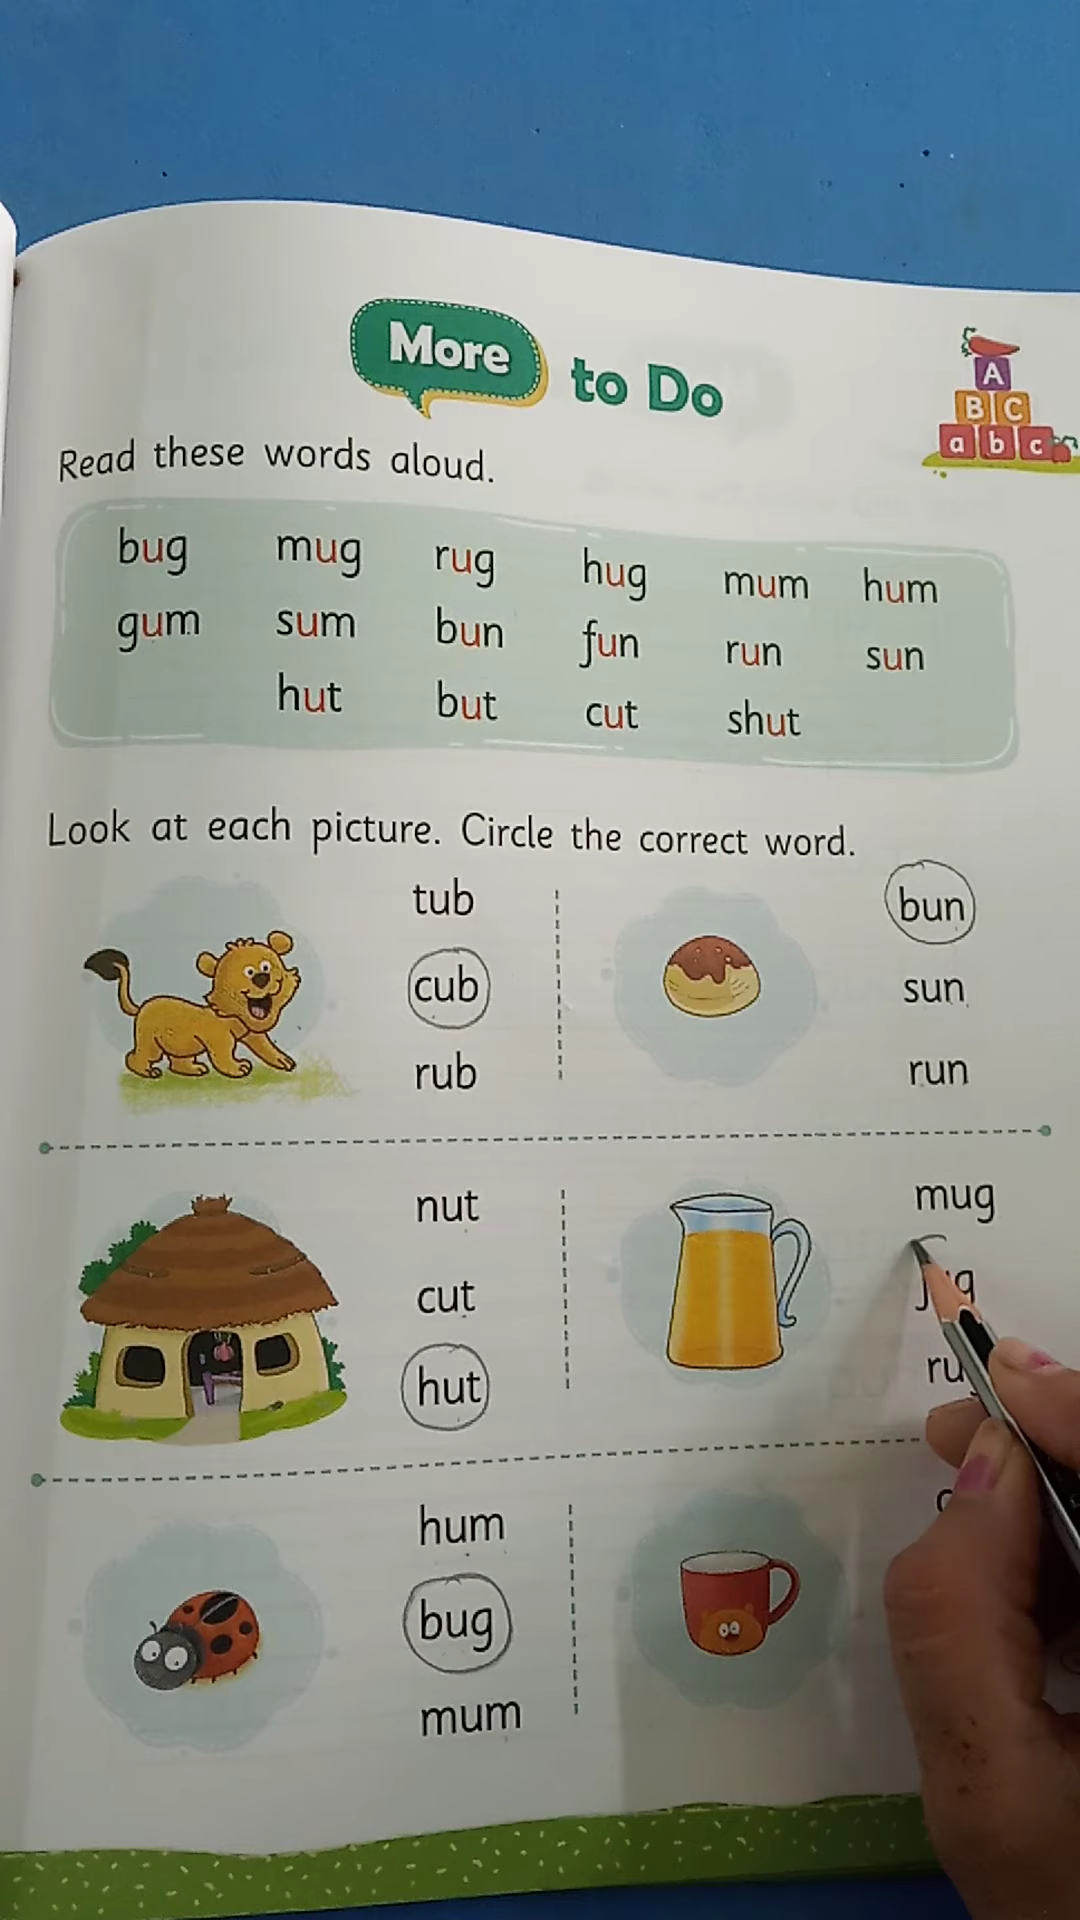 More to Do
A
B C
a b c
Read these words aloud.
bug mug rug hug mum hum
gum sum bun fun run sun
hut but cut shut
Look at each picture. Circle the correct word.
tub
cub
rub
bun
sun
run
nut
cut
hut
mug
hum
bug
mum